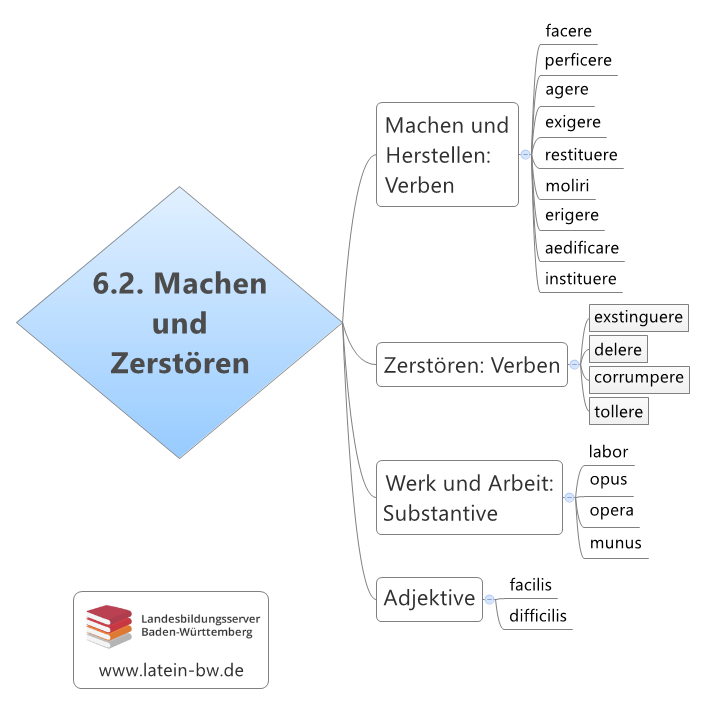 6.2. Machen
und
Zerstören
Machen und
Herstellen:
Verben
facere
perficere
agere
exigere
restituere
moliri
erigere
aedificare
instituere
Zerstören: Verben
exstinguere
delere
corrumpere
tollere
Werk und Arbeit:
Substantive
labor
opus
opera
munus
Adjektive
facilis
difficilis
Landesbildungsserver
Baden-Württemberg
www.latein-bw.de